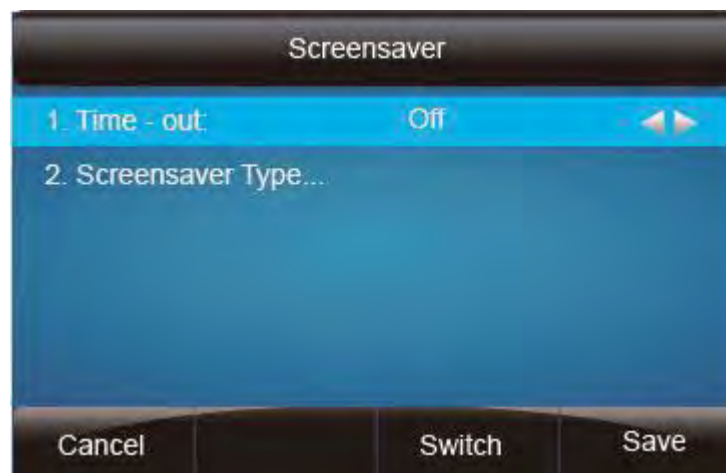 Screensaver
1. Time - out: Off
2. Screensaver Type...
Cancel Switch Save